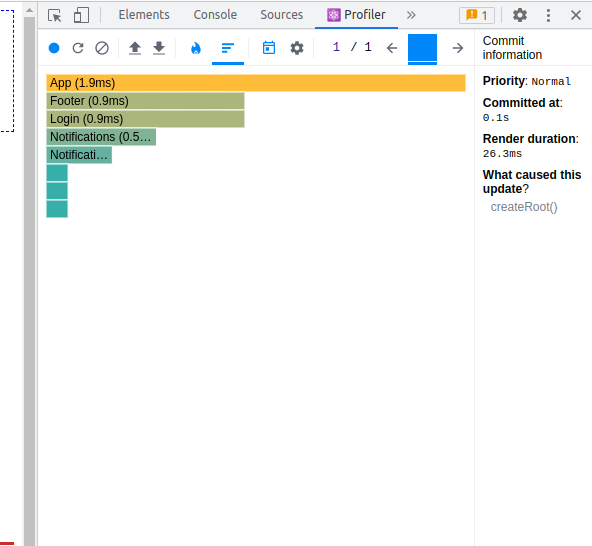 Elements Console Sources Profiler » 1
1 / 1
Commit information
Priority: Normal
Committed at:
0.1s
Render duration:
26.3ms
What caused this
update?
createRoot()
App (1.9ms)
Footer (0.9ms)
Login (0.9ms)
Notifications (0.5…
Notificati…